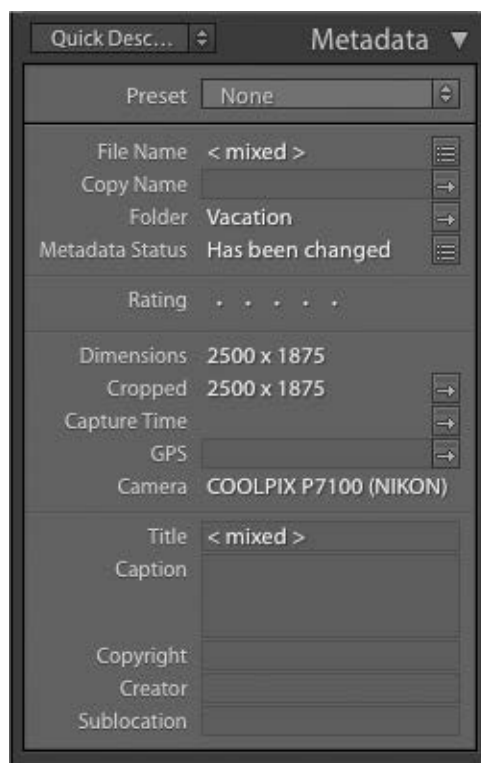 Quick Desc... Metadata
Preset None
File Name < mixed >
Copy Name
Folder Vacation
Metadata Status Has been changed
Rating . . . . .
Dimensions 2500 x 1875
Cropped 2500 x 1875
Capture Time
GPS
Camera COOLPIX P7100 (NIKON)
Title < mixed >
Caption
Copyright
Creator
Sublocation